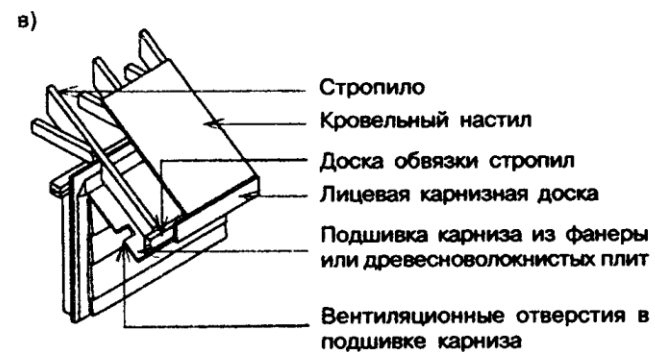 в)
Стропило
Кровельный настил
Доска обвязки стропил
Лицевая карнизная доска
Подшивка карниза из фанеры
или древесноволокнистых плит
Вентиляционные отверстия в
подшивке карниза